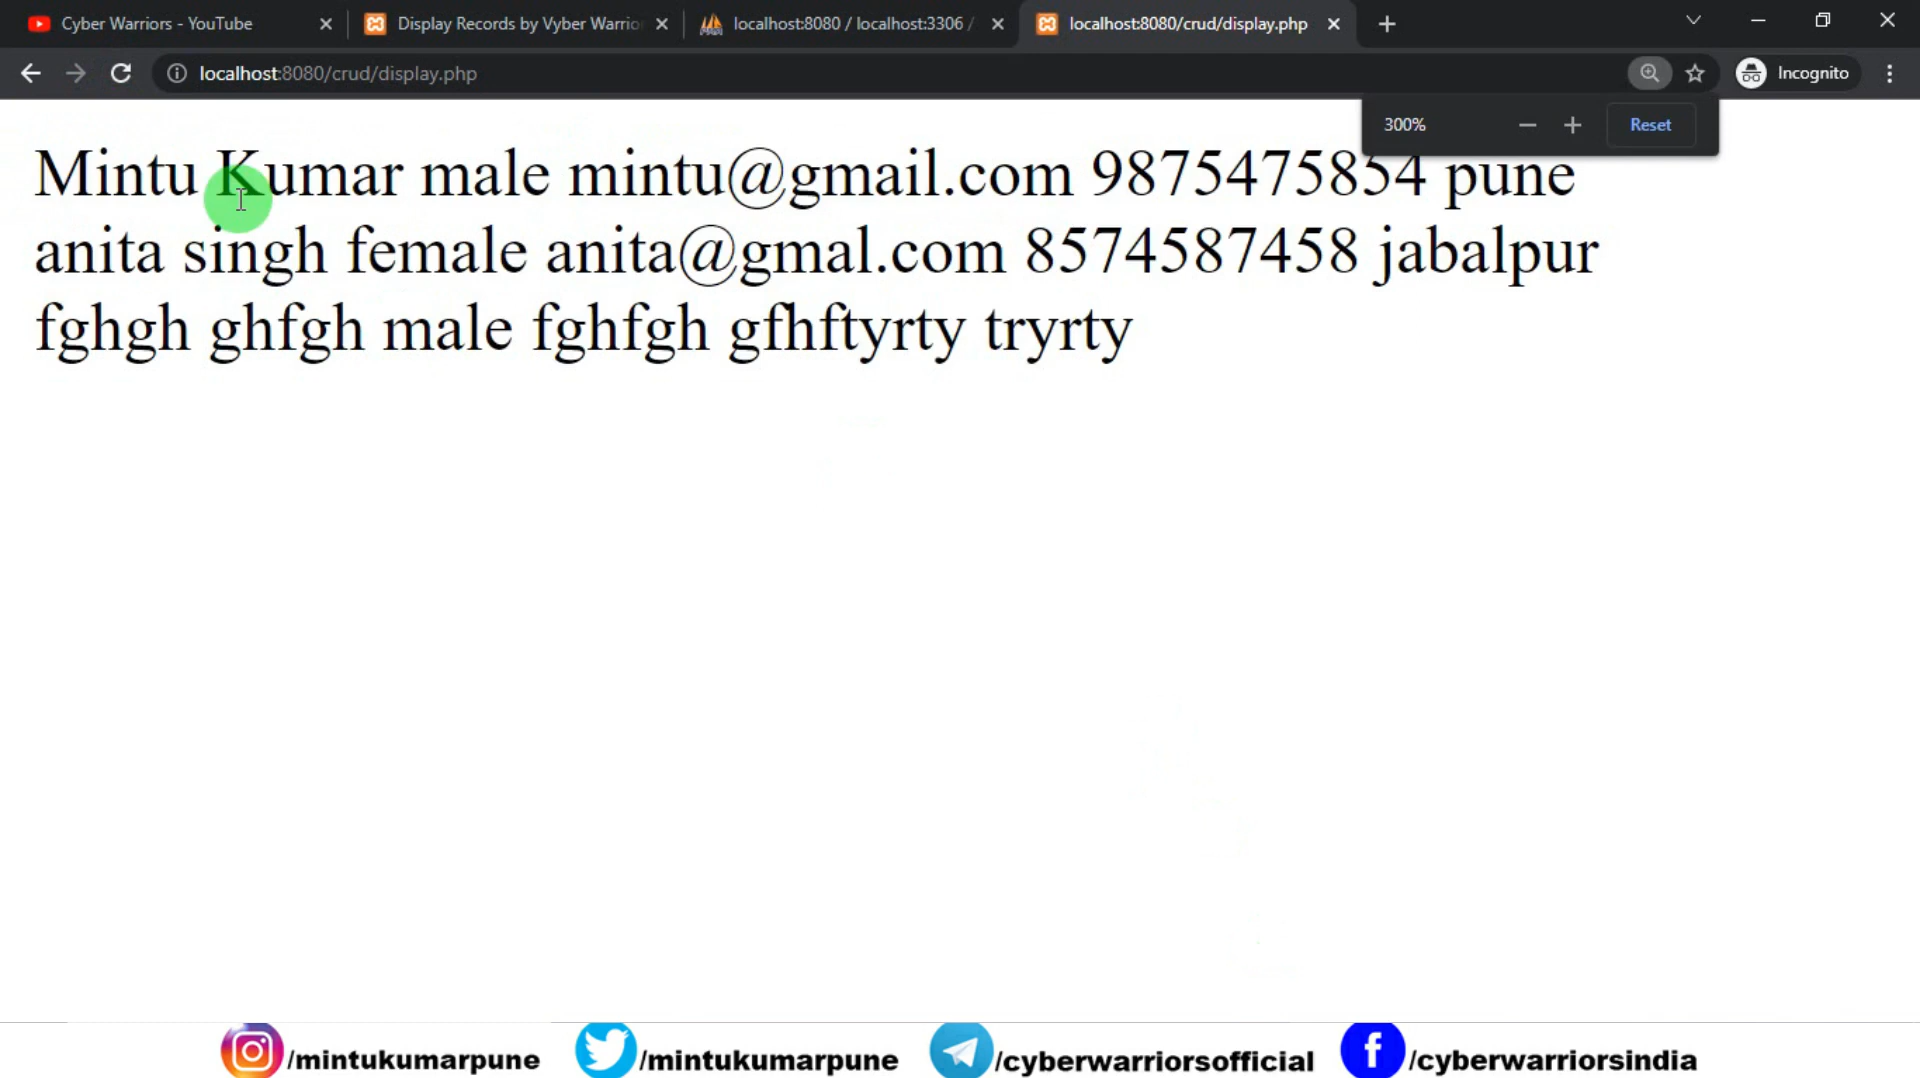 Cyber Warriors - YouTube
Display Records by Vyber Warrio
localhost:8080 / localhost:3306 /
localhost:8080/crud/display.php
localhost:8080/crud/display.php
Incognito
300%
Reset
Mintu Kumar male mintu@gmail.com 9875475854 pune
anita singh female anita@gmal.com 8574587458 jabalpur
fghgh ghfgh male fghfgh gfhftyrty tryrty
/mintukumarpune
/mintukumarpune
/cyberwarriorsofficial
/cyberwarriorsindia